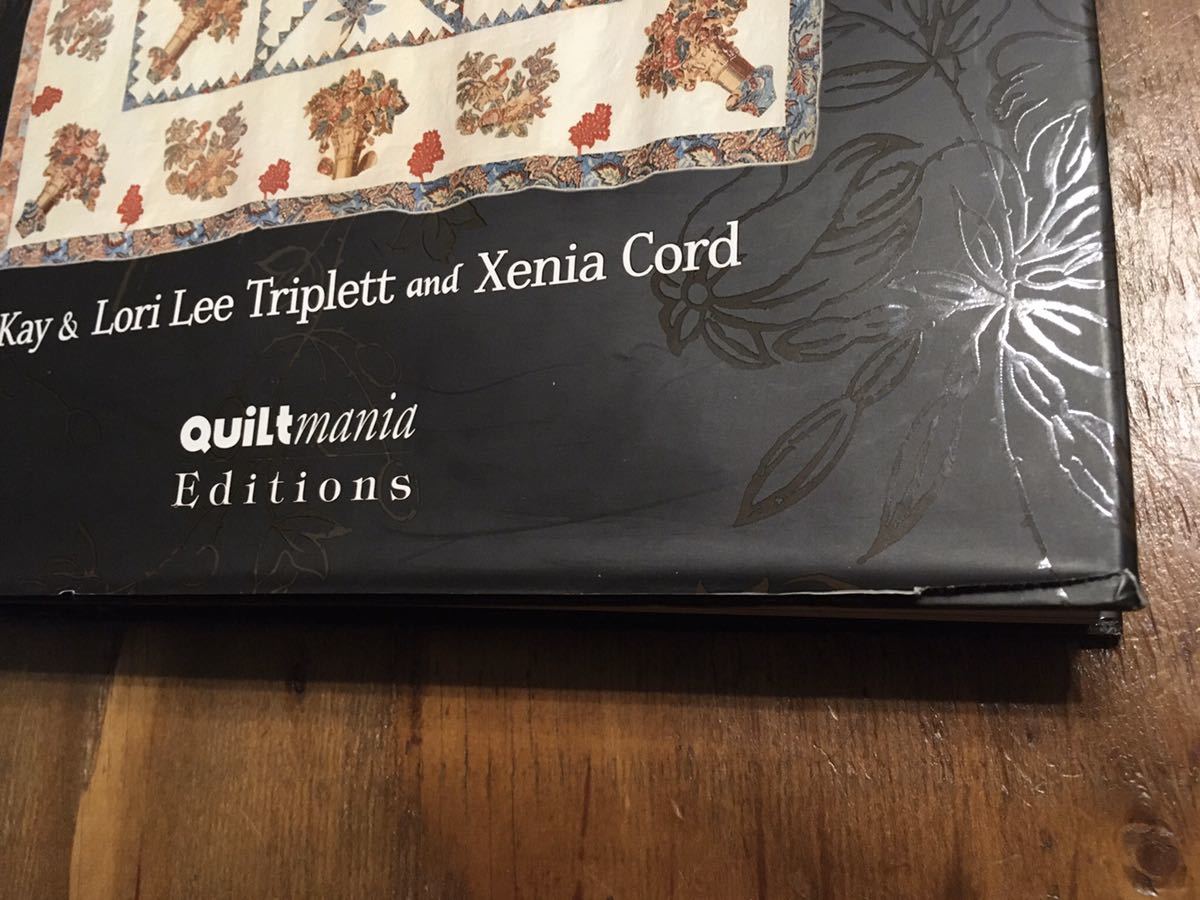 Kay & Lori Lee Triplett and Xenia Cord
QuiLtmania
Editions